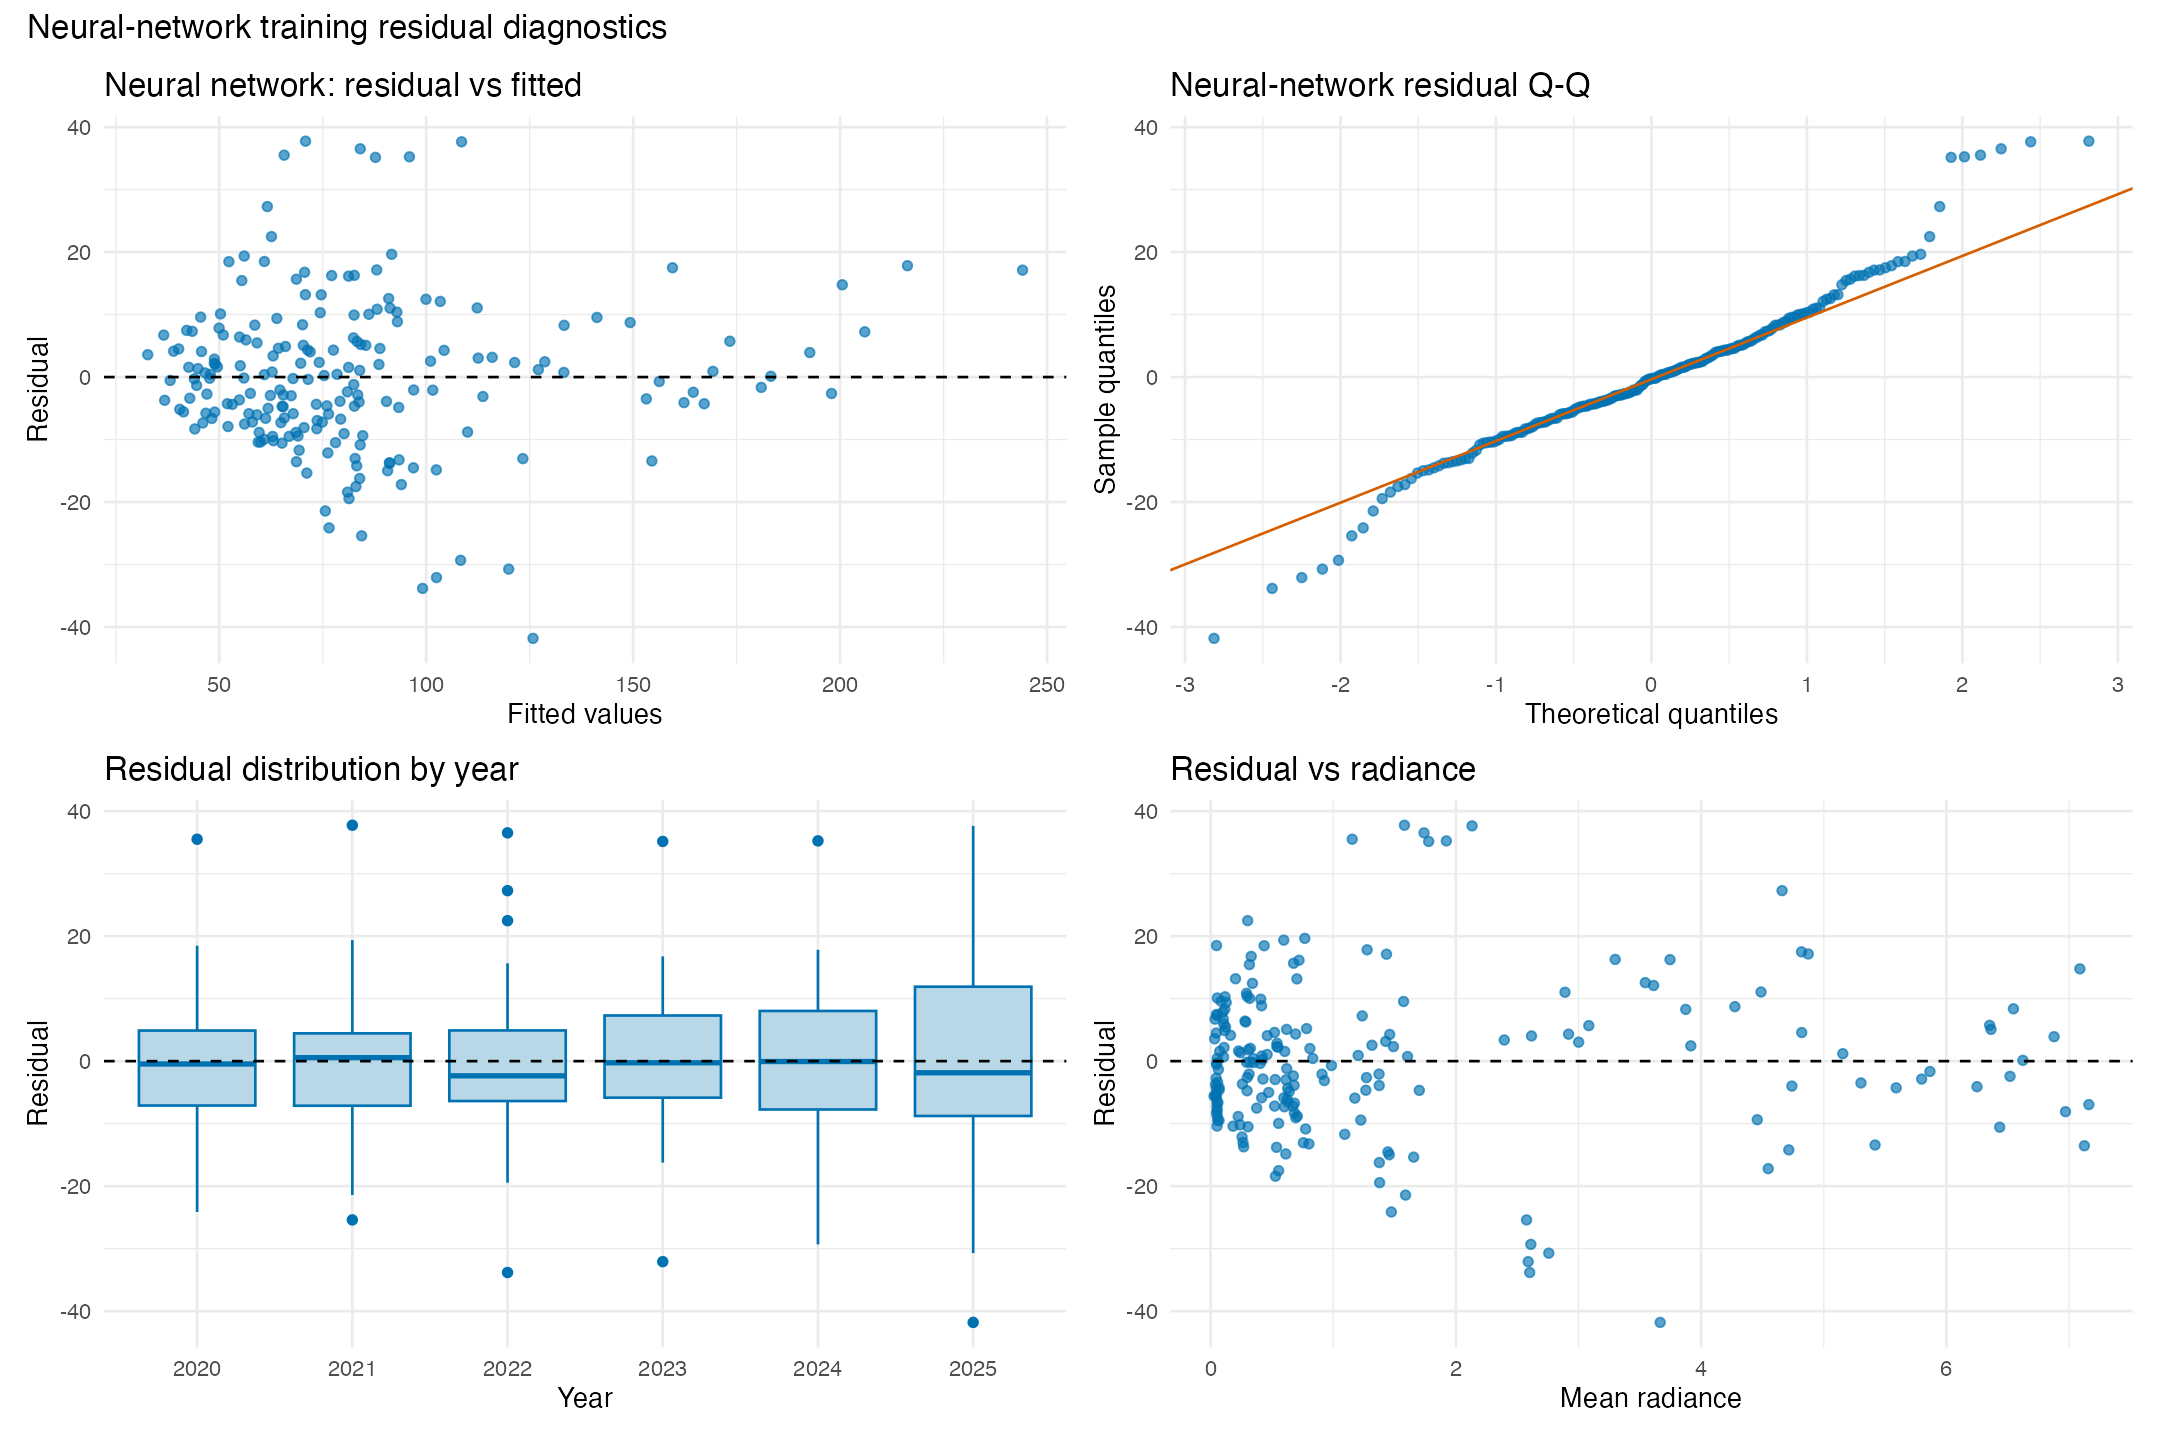 Neural-network training residual diagnostics
Neural network: residual vs fitted
40
20
0
-20
-40
Residual
50 100 150 200 250
Fitted values
Neural-network residual Q-Q
40
20
0
-20
-40
Sample quantiles
-3 -2 -1 0 1 2 3
Theoretical quantiles
Residual distribution by year
40
20
0
-20
-40
Residual
2020 2021 2022 2023 2024 2025
Year
Residual vs radiance
40
20
0
-20
-40
Residual
0 2 4 6
Mean radiance